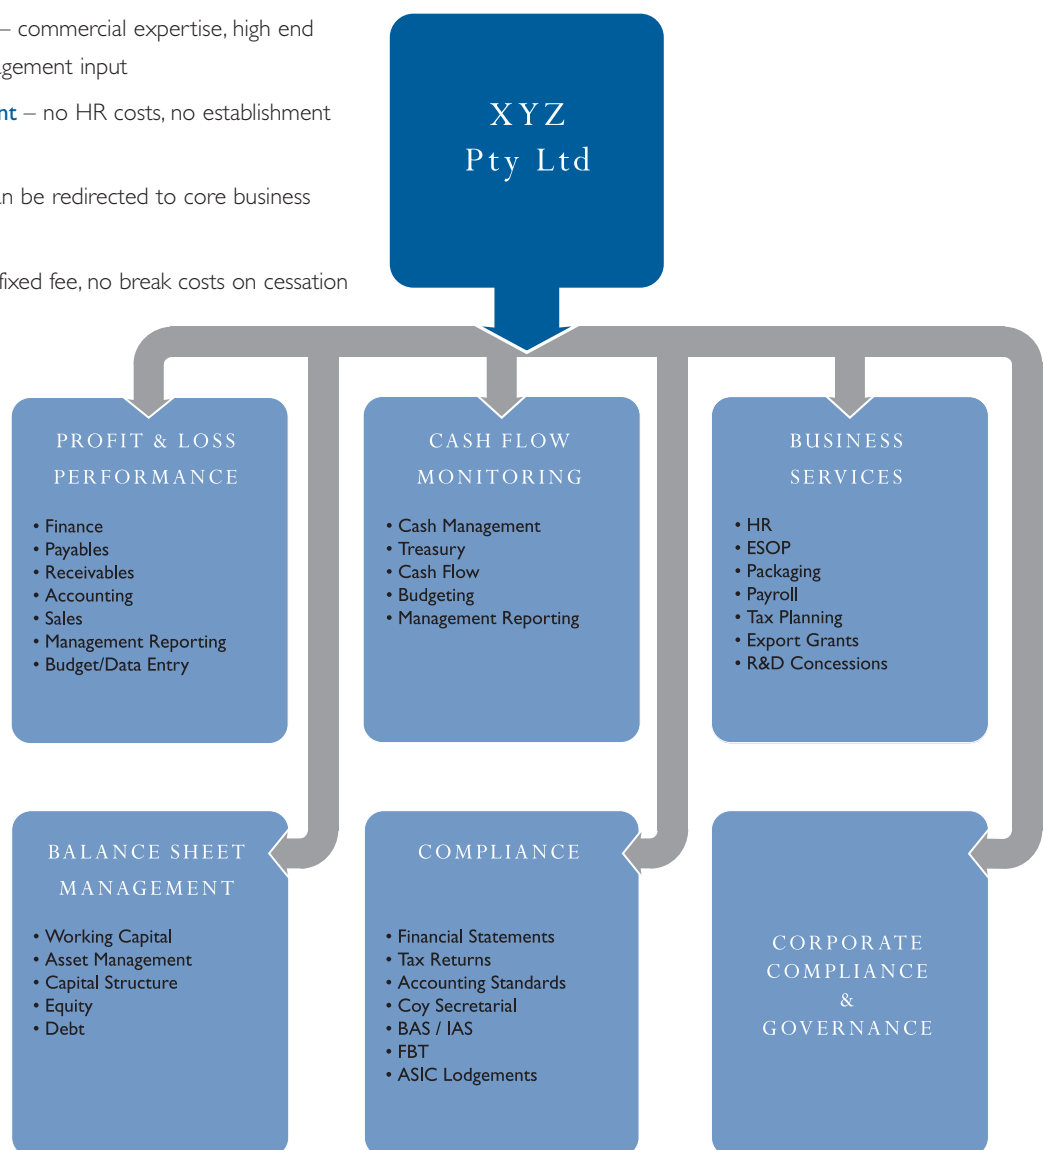 – commercial expertise, high end
agement input
nt – no HR costs, no establishment
an be redirected to core business
fixed fee, no break costs on cessation
XYZ
Pty Ltd
PROFIT & LOSS
PERFORMANCE
• Finance
• Payables
• Receivables
• Accounting
• Sales
• Management Reporting
• Budget/Data Entry
CASH FLOW
MONITORING
• Cash Management
• Treasury
• Cash Flow
• Budgeting
• Management Reporting
BUSINESS
SERVICES
• HR
• ESOP
• Packaging
• Payroll
• Tax Planning
• Export Grants
• R&D Concessions
BALANCE SHEET
MANAGEMENT
• Working Capital
• Asset Management
• Capital Structure
• Equity
• Debt
COMPLIANCE
• Financial Statements
• Tax Returns
• Accounting Standards
• Coy Secretarial
• BAS / IAS
• FBT
• ASIC Lodgements
CORPORATE
COMPLIANCE
&
GOVERNANCE